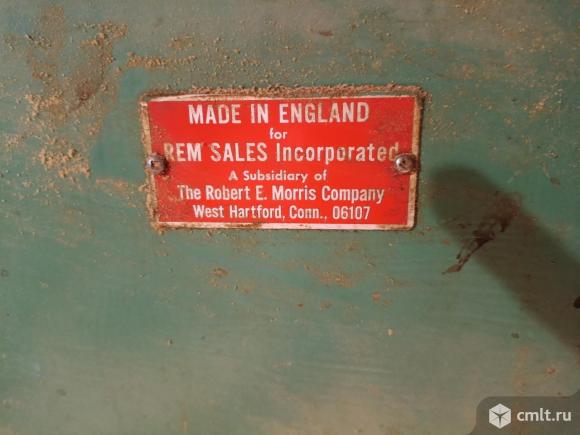 MADE IN ENGLAND
for
REM SALES Incorporated
A Subsidiary of
The Robert E. Morris Company
West Hartford, Conn., 06107
cmlt.ru